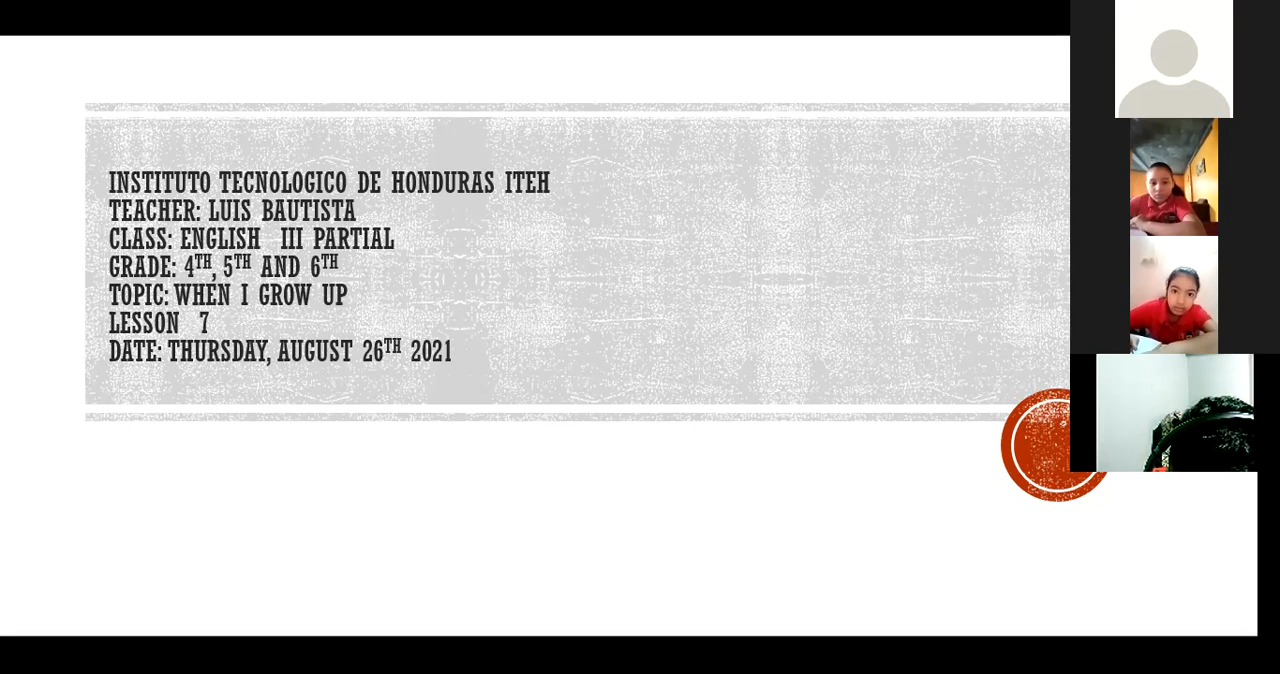 INSTITUTO TECNOLOGICO DE HONDURAS ITEH
TEACHER: LUIS BAUTISTA
CLASS: ENGLISH III PARTIAL
GRADE: 4TH, 5TH AND 6TH
TOPIC: WHEN I GROW UP
LESSON 7
DATE: THURSDAY, AUGUST 26TH 2021